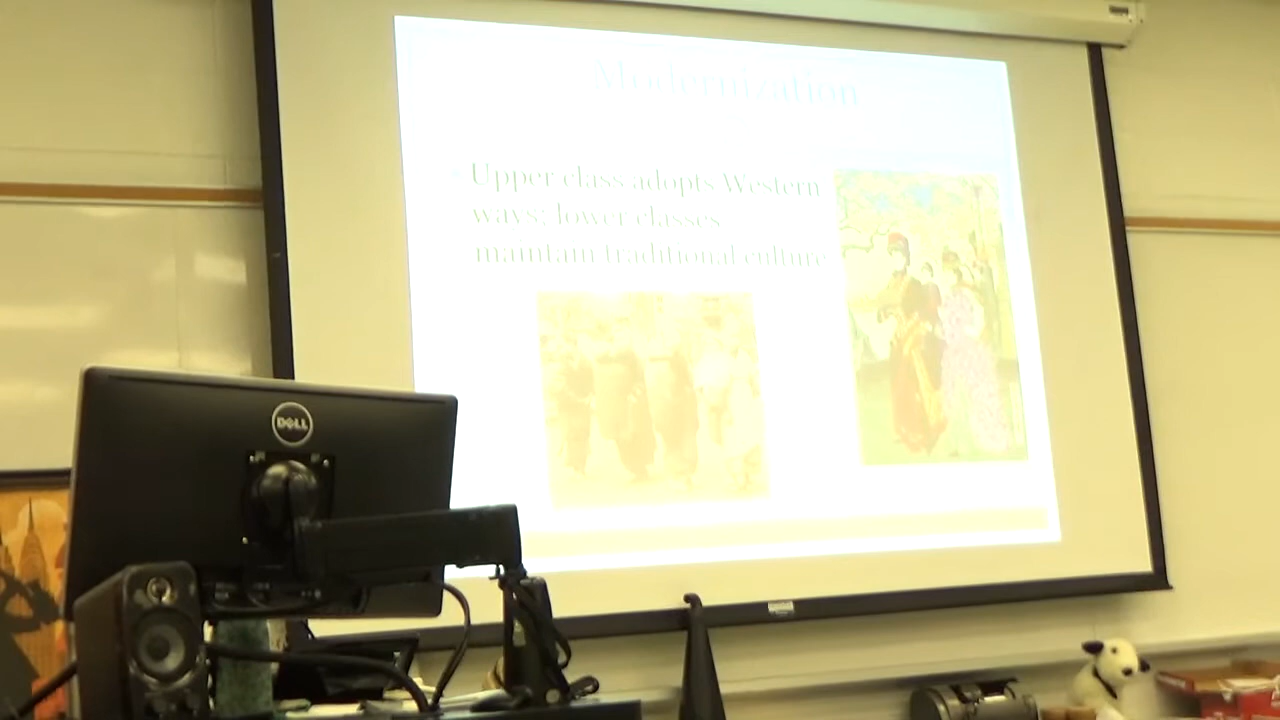 Modernization
Upper class adopts Western
ways; lower classes
maintain traditional culture
DELL